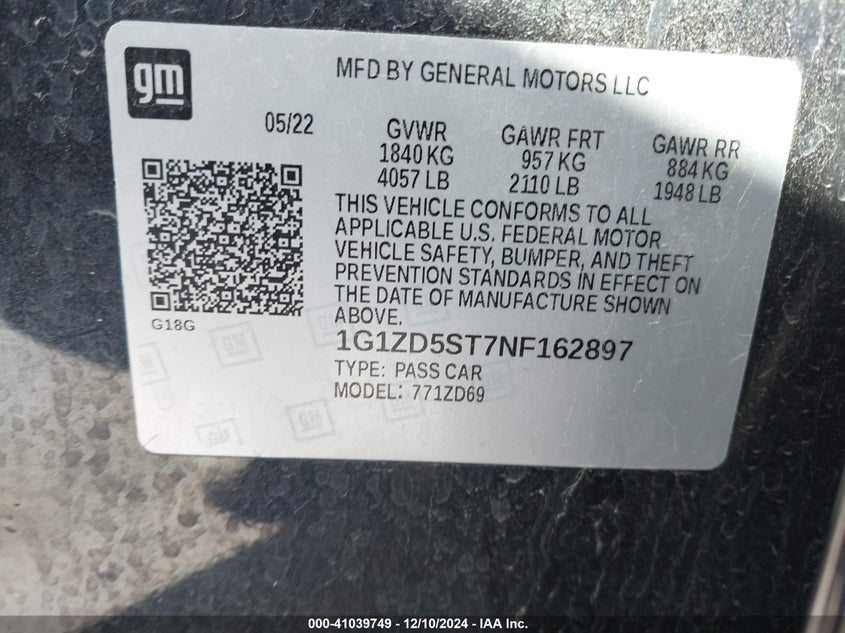 gm
MFD BY GENERAL MOTORS LLC
05/22
GVWR
1840 KG
4057 LB
GAWR FRT
957 KG
2110 LB
GAWR RR
884 KG
1948 LB
THIS VEHICLE CONFORMS TO ALL
APPLICABLE U.S. FEDERAL MOTOR
VEHICLE SAFETY, BUMPER, AND THEFT
PREVENTION STANDARDS IN EFFECT ON
THE DATE OF MANUFACTURE SHOWN
ABOVE.
G18G
1G1ZD5ST7NF162897
TYPE: PASS CAR
MODEL: 771ZD69
000-41039749 - 12/10/2024 - IAA Inc.